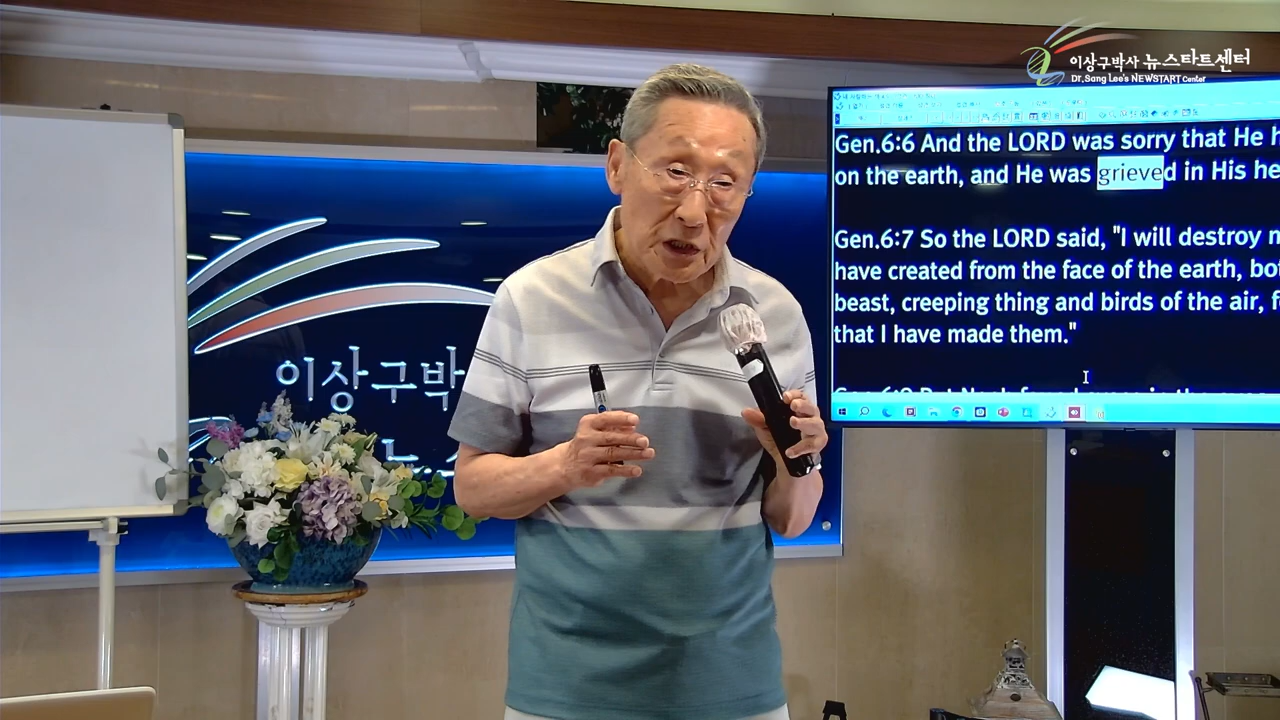 이상구박사 뉴스타트센터
Dr. Sang Lee's NEWSTART Center
Gen.6:6 And the LORD was sorry that He
on the earth, and He was grieved in His
Gen.6:7 So the LORD said, "I will destroy
have created from the face of the earth,
beast, creeping thing and birds of the air,
that I have made them."
이상구박
뉴